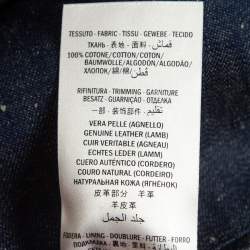 TESSUTO - FABRIC - TISSU - GEWEBE - TECIDO
ТКАНЬ - 表地 - 面料 - قماش
100% COTONE/COTTON/COTON/
BAUMWOLLE/ALGODÓN/ALGODÃO/
ХЛОПОК/綿/棉/ قطن
RIFINITURA - TRIMMING - GARNITURE
BESATZ - GUARNIÇÃO - ОТДЕЛКА
一部 - 装饰部分
VERA PELLE (AGNELLO)
GENUINE LEATHER (LAMB)
CUIR VERITABLE (AGNEAU)
ECHTES LEDER (LAMM)
CUERO AUTÉNTICO (CORDERO)
COURO NATURAL (CORDEIRO)
НАТУРАЛЬНАЯ КОЖА (ЯГНЁНОК)
皮革部分 羊革
羊皮革
جلد الحمل
FODERA - LINING - DOUBLURE - FUTTER - FORRO